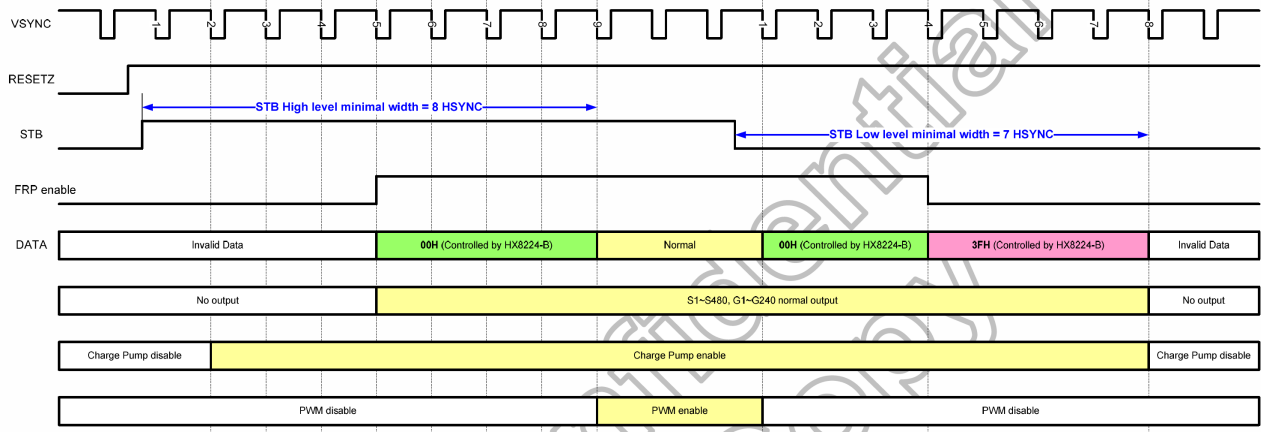 VSYNC
1 2 3 4 5 6 7 8 9 1 2 3 4 5 6 7 8
RESETZ
STB High level minimal width = 8 HSYNC
STB
STB Low level minimal width = 7 HSYNC
FRP enable
DATA
Invalid Data
00H (Controlled by HX8224-B)
Normal
00H (Controlled by HX8224-B)
3FH (Controlled by HX8224-B)
Invalid Data
No output
S1~S480, G1~G240 normal output
No output
Charge Pump disable
Charge Pump enable
Charge Pump disable
PWM disable
PWM enable
PWM disable